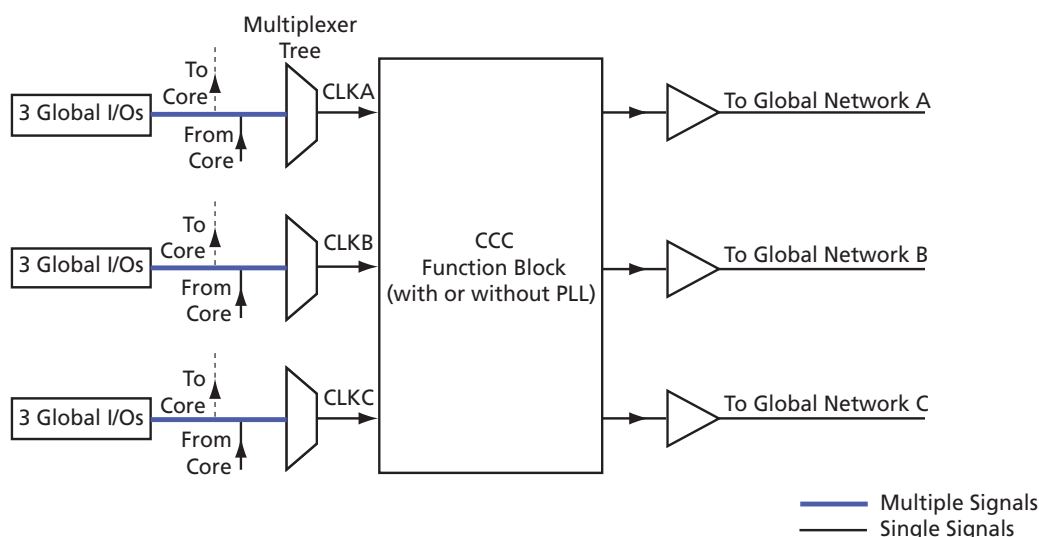 Multiplexer
Tree
To
Core
3 Global I/Os
From
Core
CLKA
To Global Network A
To
Core
3 Global I/Os
From
Core
CLKB
CCC
Function Block
(with or without PLL)
To Global Network B
To
Core
3 Global I/Os
From
Core
CLKC
To Global Network C
Multiple Signals
Single Signals